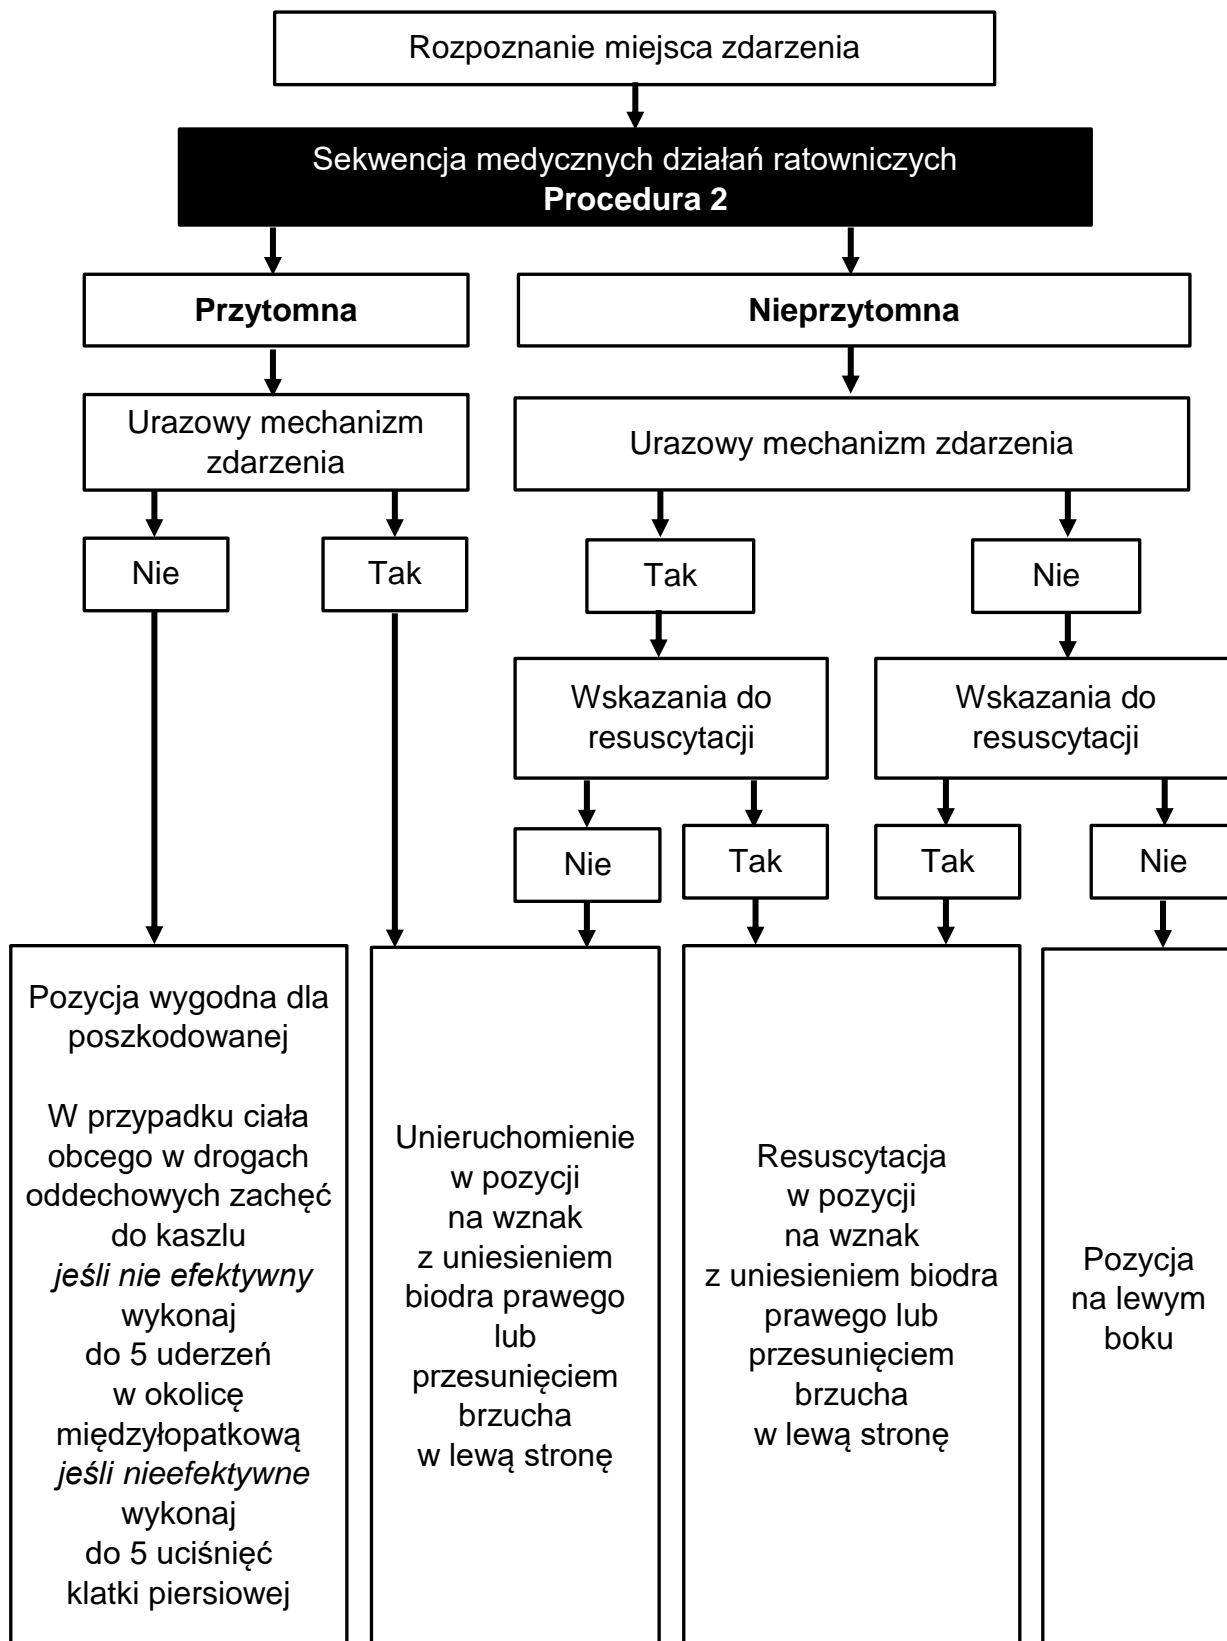 Rozpoznanie miejsca zdarzenia
Sekwencja medycznych działań ratowniczych
Procedura 2
Przytomna
Nieprzytomna
Urazowy mechanizm
zdarzenia
Urazowy mechanizm zdarzenia
Nie
Tak
Tak
Nie
Wskazania do
resuscytacji
Wskazania do
resuscytacji
Nie
Tak
Tak
Nie
Pozycja wygodna dla
poszkodowanej
W przypadku ciała
obcego w drogach
oddechowych zachęć
do kaszlu
jeśli nie efektywny
wykonaj
do 5 uderzeń
w okolicę
międzyłopatkową
jeśli nieefektywne
wykonaj
do 5 uciśnięć
klatki piersiowej
Unieruchomienie
w pozycji
na wznak
z uniesieniem
biodra prawego
lub
przesunięciem
brzucha
w lewą stronę
Resuscytacja
w pozycji
na wznak
z uniesieniem biodra
prawego lub
przesunięciem
brzucha
w lewą stronę
Pozycja
na lewym
boku